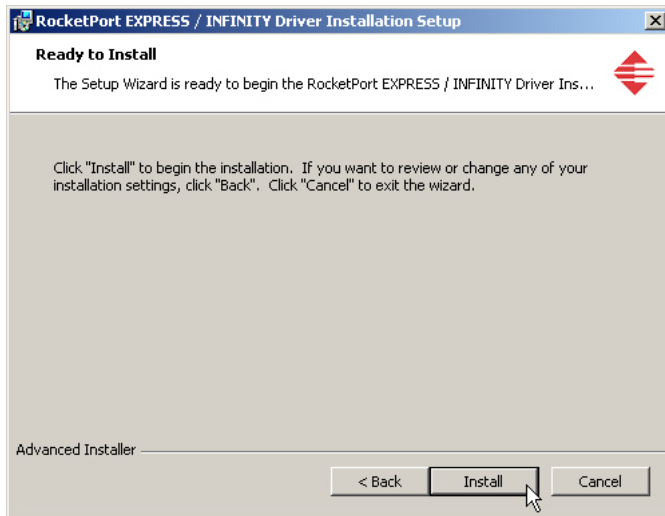 RocketPort EXPRESS / INFINITY Driver Installation Setup
Ready to Install
The Setup Wizard is ready to begin the RocketPort EXPRESS / INFINITY Driver Ins...
Click "Install" to begin the installation.  If you want to review or change any of your
installation settings, click "Back".  Click "Cancel" to exit the wizard.
Advanced Installer
< Back Install Cancel